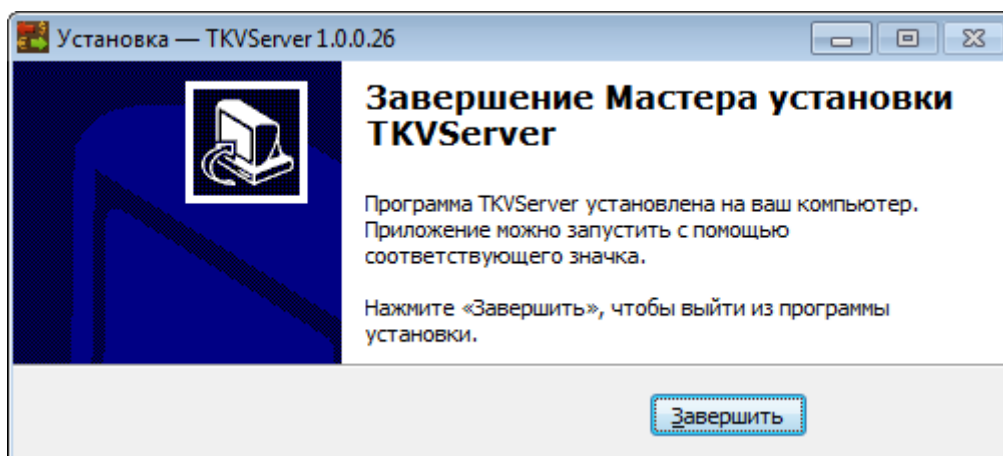 Установка — TKVServer 1.0.0.26
Завершение Мастера установки
TKVServer
Программа TKVServer установлена на ваш компьютер.
Приложение можно запустить с помощью
соответствующего значка.
Нажмите «Завершить», чтобы выйти из программы
установки.
Завершить